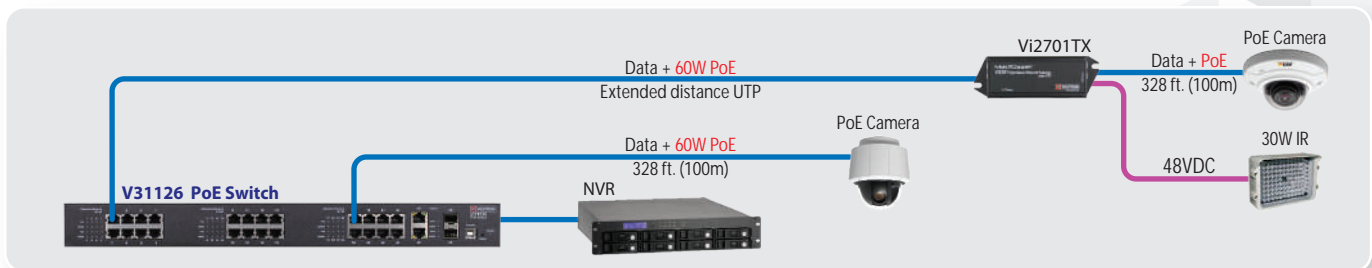 Vi2701TX
PoE Camera
Data + 60W PoE
Extended distance UTP
Data + PoE
328 ft. (100m)
PoE Camera
30W IR
Data + 60W PoE
328 ft. (100m)
48VDC
V31126 PoE Switch
NVR